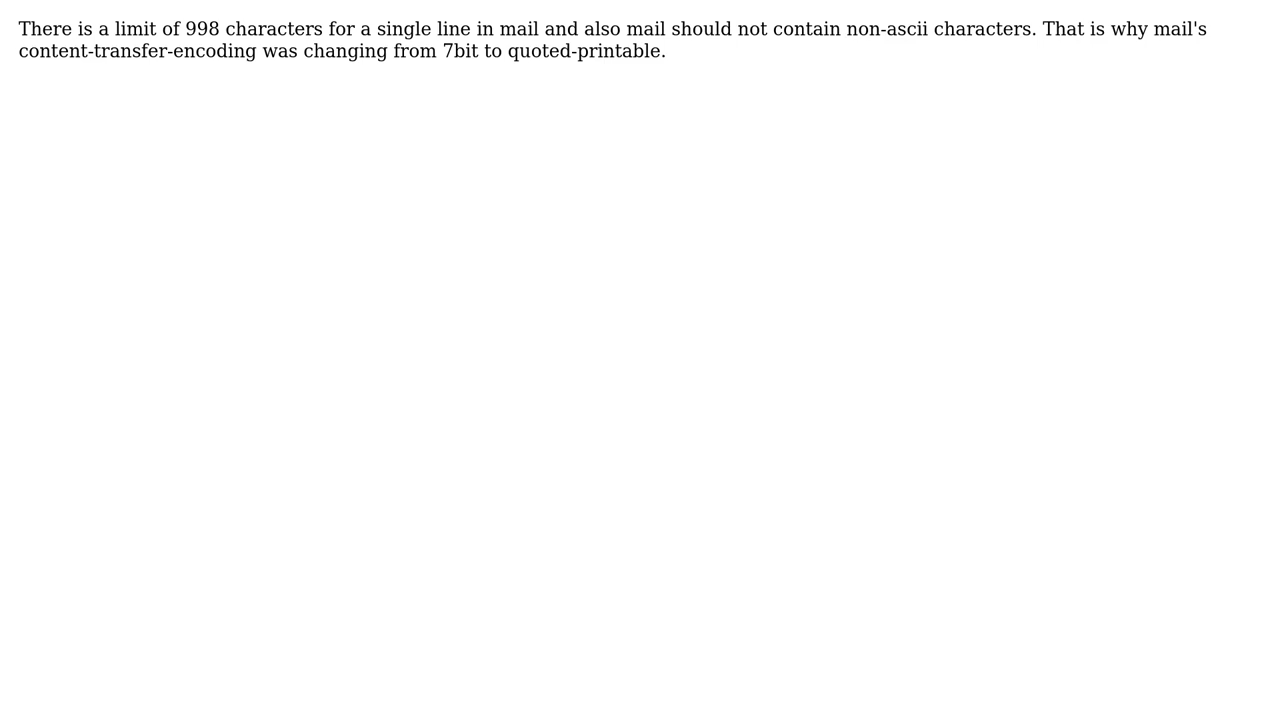 There is a limit of 998 characters for a single line in mail and also mail should not contain non-ascii characters. That is why mail's
content-transfer-encoding was changing from 7bit to quoted-printable.